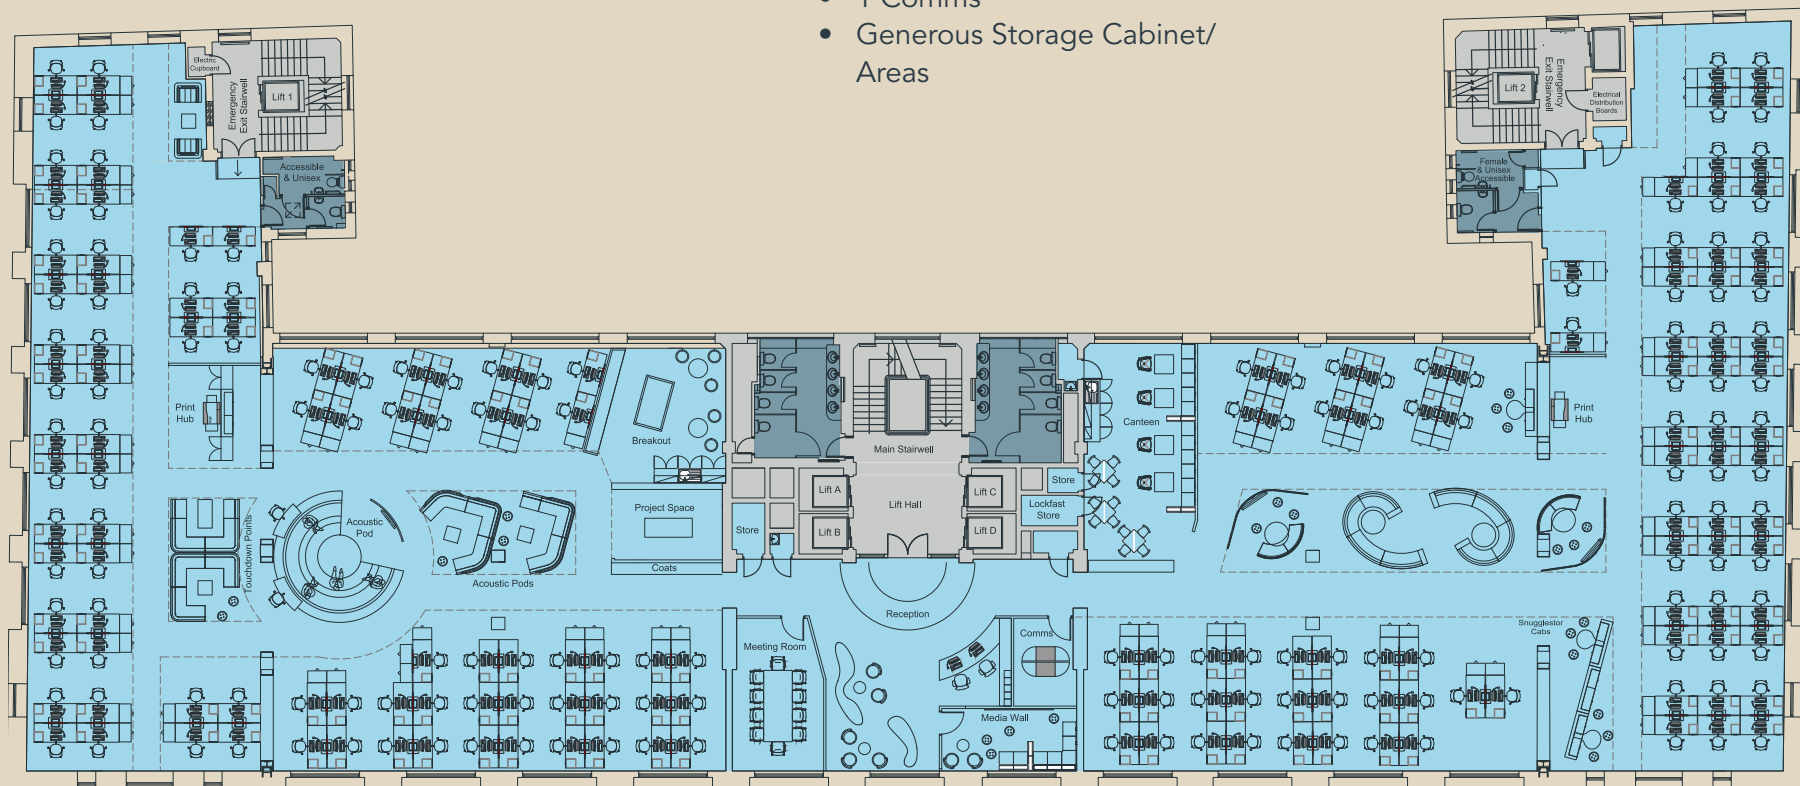 • Generous Storage Cabinet/
Areas
Electric
Cupboard
Emergency
Exit Stairwell
Lift 1
Accessible
& Unisex
Lift 2
Emergency
Exit Stairwell
Electrical
Distribution
Boards
Female
& Unisex
Accessible
Print
Hub
Breakout
Main Stairwell
Canteen
Print
Hub
Touchdown Points
Acoustic
Pod
Acoustic Pods
Project Space
Coats
Store
Lift A
Lift B
Lift Hall
Lift C
Lift D
Store
Lockfast
Store
Reception
Meeting Room
Comms
Media Wall
Snugglestor
Cabs